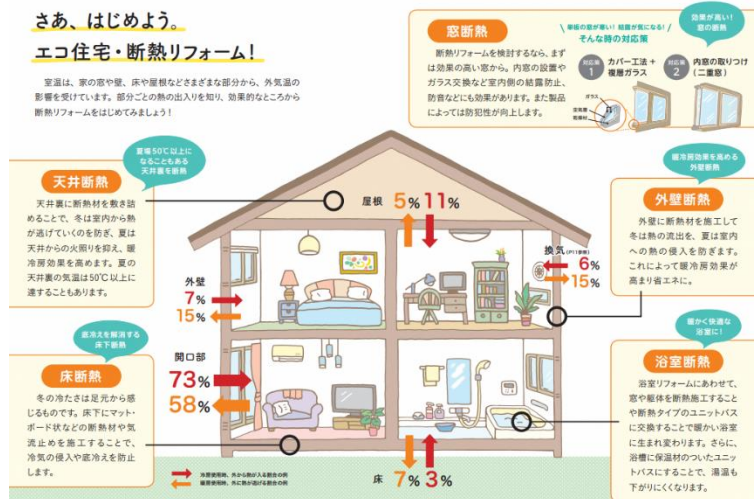 さあ、はじめよう。
エコ住宅・断熱リフォーム!
室温は、家の窓や壁、床や屋根などさまざまな部分から、外気温の
影響を受けています。部分ごとの熱の出入りを知り、効果的なところから
断熱リフォームをはじめてみましょう!
窓断熱
断熱リフォームを検討するなら、まず
は効果の高い窓から。内窓の設置や
ガラス交換など室内側の結露防止、
防音などにも効果があります。また製品
によっては防犯性が向上します。
単板の窓が寒い!結露が気になる!
そんな時の対応策
効果が高い!
窓の断熱
対応策
1
カバー工法+
複層ガラス
ガラス
空気層
乾燥材
対応策
2
内窓の取りつけ
(二重窓)
夏場50℃以上に
なることもある
天井裏を断熱
天井断熱
天井裏に断熱材を敷き詰
めることで、冬は室内から熱
が逃げていくのを防ぎ、夏は
天井からの火照りを抑え、暖
冷房効果を高めます。夏の
天井裏の気温は50℃以上に
達することもあります。
底冷えを解消する
床下断熱
床断熱
冬の冷たさは足元から感
じるものです。床下にマット・
ボード状などの断熱材や気
流止めを施工することで、
冷気の侵入や底冷えを防止
します。
屋根 5% 11%
換気
6%
15%
外壁
7%
15%
開口部
73%
58%
床 7% 3%
冷房使用時、外から熱が入る割合の例
暖房使用時、外に熱が逃げる割合の例
暖冷房効果を高める
外壁断熱
外壁断熱
外壁に断熱材を施工して
冬は熱の流出を、夏は室内
への熱の侵入を防ぎます。
これによって暖冷房効果が
高まり省エネに。
暖かく快適な
浴室に!
浴室断熱
浴室リフォームにあわせて、
窓や躯体を断熱施工すること
や断熱タイプのユニットバス
に交換することで暖かい浴室
に生まれ変わります。さらに、
浴槽に保温材のついたユニッ
トバスにすることで、湯温も
下がりにくくなります。